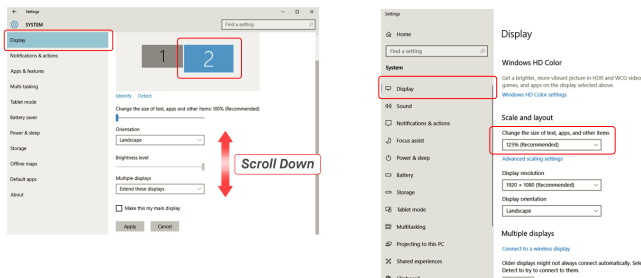 Settings
SYSTEM
Find a setting
Display
Notifications & actions
Apps & features
Multi-tasking
Tablet mode
Battery saver
Power & sleep
Storage
Offline maps
Default apps
About
1
2
Identify Detect
Change the size of text, apps and other items: 100% (Recommended)
Orientation
Landscape
Brightness level
Multiple displays
Extend these displays
Make this my main display
Apply Cancel
Scroll Down
Settings
Home
Find a setting
System
Display
Sound
Notifications & actions
Focus assist
Power & sleep
Battery
Storage
Tablet mode
Multitasking
Projecting to this PC
Shared experiences
Display
Windows HD Color
Get a brighter, more vibrant picture in HDR and WCG video
games, and apps on the display selected above.
Windows HD Color settings
Scale and layout
Change the size of text, apps, and other items
125% (Recommended)
Advanced scaling settings
Display resolution
1920 × 1080 (Recommended)
Display orientation
Landscape
Multiple displays
Connect to a wireless display
Older displays might not always connect automatically. Sele
Detect to try to connect to them.